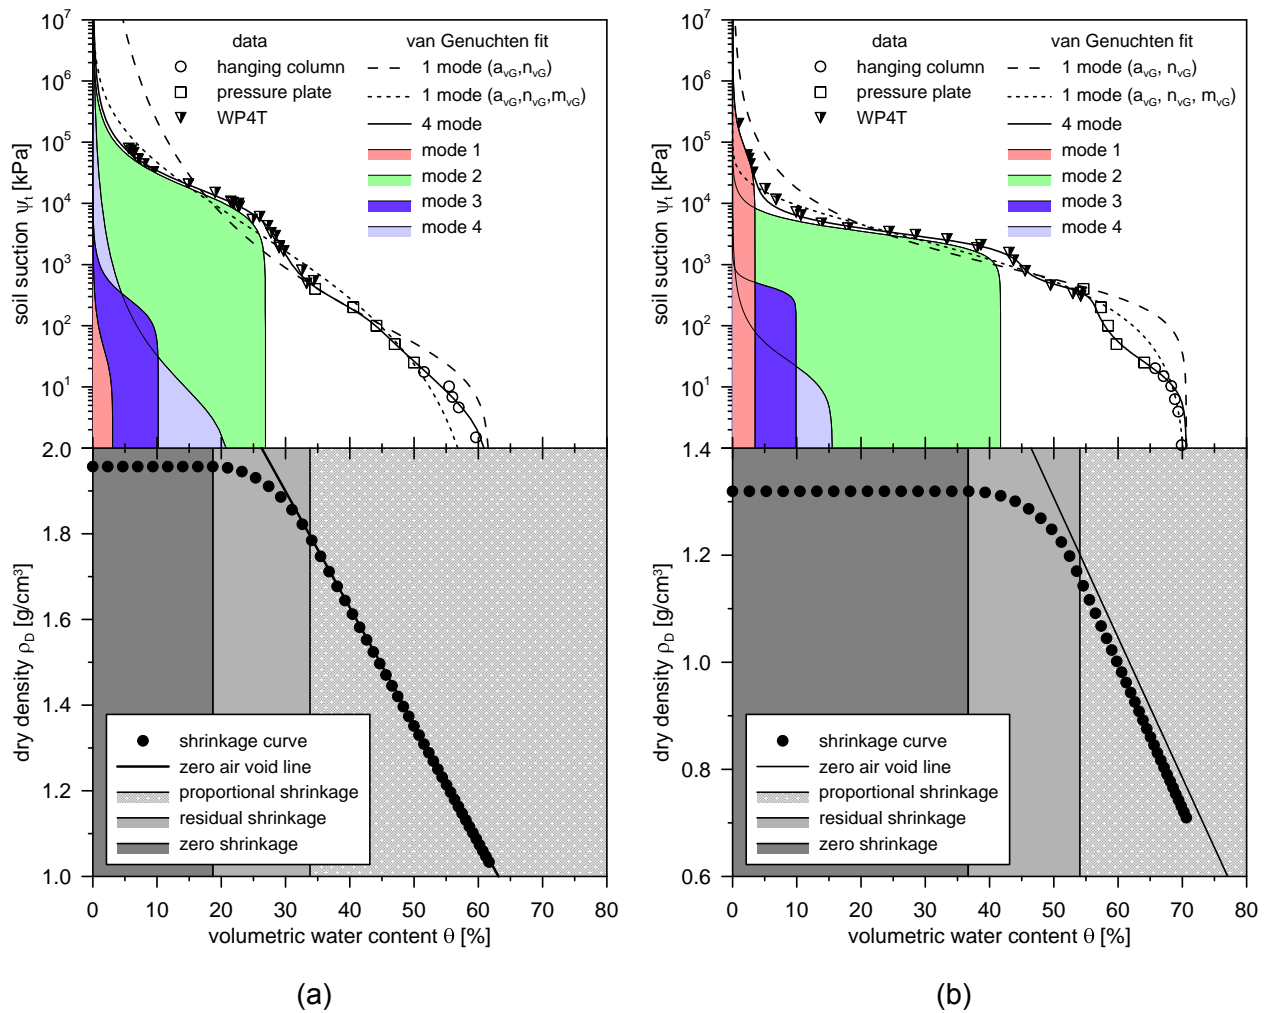 10⁷
10⁶
10⁵
10⁴
10³
10²
10¹
soil suction ψt [kPa]
data
hanging column
pressure plate
WP4T
van Genuchten fit
1 mode (avG,nvG)
1 mode (avG,nvG,mvG)
4 mode
mode 1
mode 2
mode 3
mode 4
2.0
1.8
1.6
1.4
1.2
1.0
dry density ρD [g/cm³]
shrinkage curve
zero air void line
proportional shrinkage
residual shrinkage
zero shrinkage
0 10 20 30 40 50 60 70 80
volumetric water content θ [%]
(a)
10⁷
10⁶
10⁵
10⁴
10³
10²
10¹
soil suction ψt [kPa]
data
hanging column
pressure plate
WP4T
van Genuchten fit
1 mode (avG, nvG)
1 mode (avG, nvG, mvG)
4 mode
mode 1
mode 2
mode 3
mode 4
1.4
1.2
1.0
0.8
0.6
dry density ρD [g/cm³]
shrinkage curve
zero air void line
proportional shrinkage
residual shrinkage
zero shrinkage
0 10 20 30 40 50 60 70 80
volumetric water content θ [%]
(b)